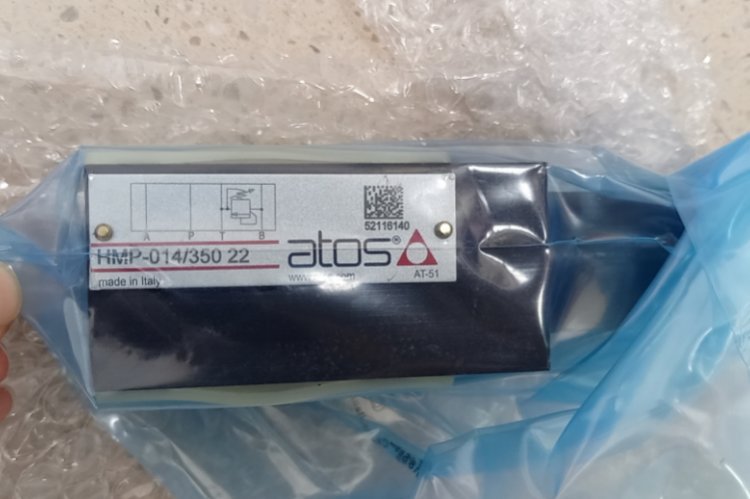 A P Y B
52116140
HMP-014/350 22
atos®
made in Italy
AT-51